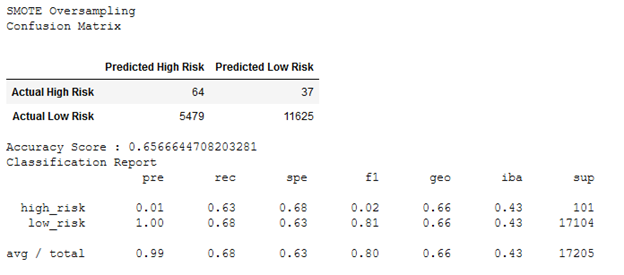 SMOTE Oversampling
Confusion Matrix
Predicted High Risk Predicted Low Risk
Actual High Risk 64 37
Actual Low Risk 5479 11625
Accuracy Score : 0.6566644708203281
Classification Report
pre rec spe f1 geo iba sup
high_risk 0.01 0.63 0.68 0.02 0.66 0.43 101
low_risk 1.00 0.68 0.63 0.81 0.66 0.43 17104
avg / total 0.99 0.68 0.63 0.80 0.66 0.43 17205